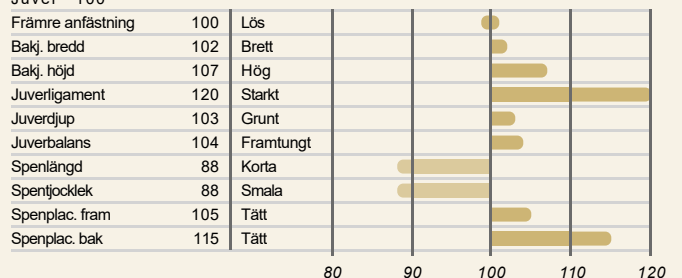 Juver 106
Främre anfästning 100 Lös
Bakj. bredd 102 Brett
Bakj. höjd 107 Hög
Juverligament 120 Starkt
Juverdjup 103 Grunt
Juverbalans 104 Framtungt
Spenlängd 88 Korta
Spentjocklek 88 Smala
Spenplac. fram 105 Tätt
Spenplac. bak 115 Tätt
80 90 100 110 120